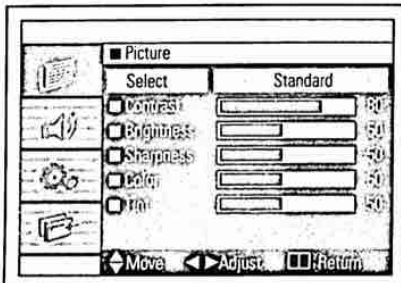 Picture
Select Standard
Contrast 80
Brightness 50
Sharpness 50
Color 50
Tint 50
Move Adjust Return